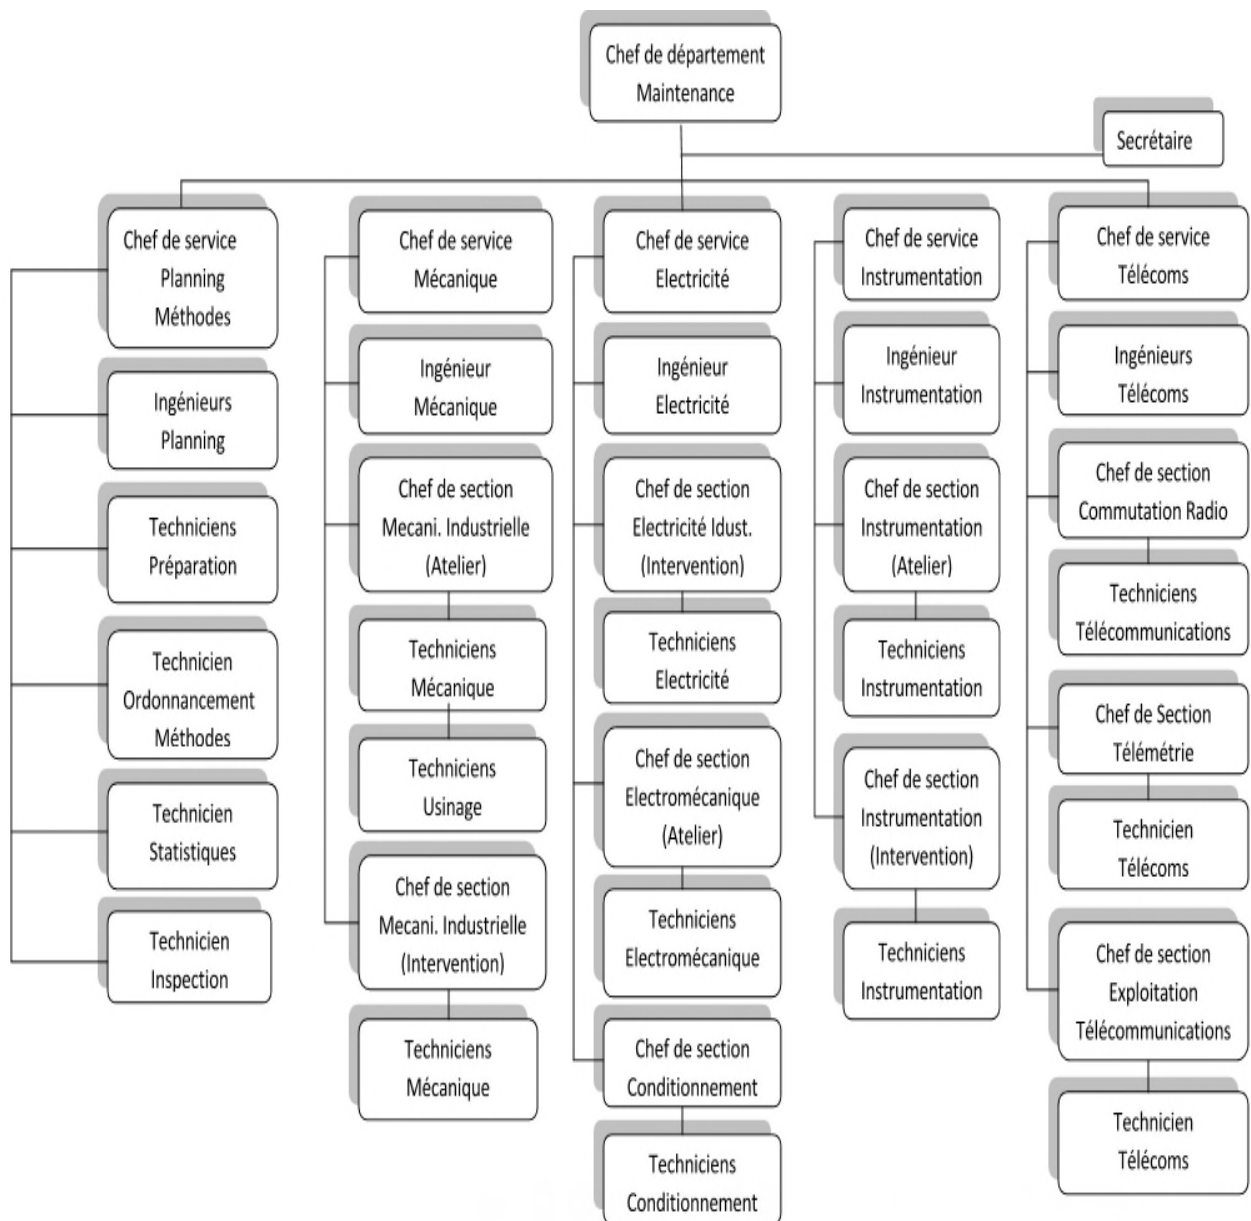 Chef de département
Maintenance
Secrétaire
Chef de service
Planning
Méthodes
Ingénieurs
Planning
Techniciens
Préparation
Technicien
Ordonnancement
Méthodes
Technicien
Statistiques
Technicien
Inspection
Chef de service
Mécanique
Ingénieur
Mécanique
Chef de section
Mecani. Industrielle
(Atelier)
Techniciens
Mécanique
Techniciens
Usinage
Chef de section
Mecani. Industrielle
(Intervention)
Techniciens
Mécanique
Chef de service
Electricité
Ingénieur
Electricité
Chef de section
Electricité Idust.
(Intervention)
Techniciens
Electricité
Chef de section
Electromécanique
(Atelier)
Techniciens
Electromécanique
Chef de section
Conditionnement
Techniciens
Conditionnement
Chef de service
Instrumentation
Ingénieur
Instrumentation
Chef de section
Instrumentation
(Atelier)
Techniciens
Instrumentation
Chef de section
Instrumentation
(Intervention)
Techniciens
Instrumentation
Chef de service
Télécoms
Ingénieurs
Télécoms
Chef de section
Commutation Radio
Techniciens
Télécommunications
Chef de Section
Télémétrie
Technicien
Télécoms
Chef de section
Exploitation
Télécommunications
Technicien
Télécoms